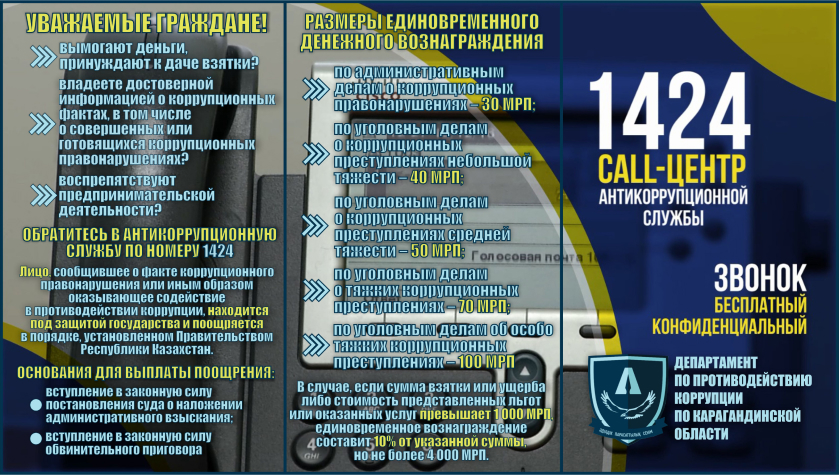 УВАЖАЕМЫЕ ГРАЖДАНЕ!
вымогают деньги,
принуждают к даче взятки?
владеете достоверной
информацией о коррупционных
фактах, в том числе
о совершенных или
готовящихся коррупционных
правонарушениях?
воспрепятствуют
предпринимательской
деятельности?
ОБРАТИТЕСЬ В АНТИКОРРУПЦИОННУЮ
СЛУЖБУ ПО НОМЕРУ 1424
Лицо, сообщившее о факте коррупционного
правонарушения или иным образом
оказывающее содействие
в противодействии коррупции, находится
под защитой государства и поощряется
в порядке, установленном Правительством
Республики Казахстан.
ОСНОВАНИЯ ДЛЯ ВЫПЛАТЫ ПООЩРЕНИЯ:
вступление в законную силу
постановления суда о наложении
административного взыскания;
вступление в законную силу
обвинительного приговора
РАЗМЕРЫ ЕДИНОВРЕМЕННОГО
ДЕНЕЖНОГО ВОЗНАГРАЖДЕНИЯ
по административным
делам о коррупционных
правонарушениях – 30 МРП;
по уголовным делам
о коррупционных
преступлениях небольшой
тяжести – 40 МРП;
по уголовным делам
о коррупционных
преступлениях средней
тяжести – 50 МРП;
Голосовая почта
по уголовным делам
о тяжких коррупционных
преступлениях – 70 МРП;
по уголовным делам об особо
тяжких коррупционных
преступлениях – 100 МРП
В случае, если сумма взятки или ущерба
либо стоимость представленных льгот
или оказанных услуг превышает 1 000 МРП,
единовременное вознаграждение
составит 10% от указанной суммы,
но не более 4 000 МРП.
4
GHI
1424
CALL-ЦЕНТР
АНТИКОРРУПЦИОННОЙ
СЛУЖБЫ
ЗВОНОК
БЕСПЛАТНЫЙ
КОНФИДЕНЦИАЛЬНЫЙ
ДЕПАРТАМЕНТ
ПО ПРОТИВОДЕЙСТВИЮ
КОРРУПЦИИ
ПО КАРАГАНДИНСКОЙ
ОБЛАСТИ